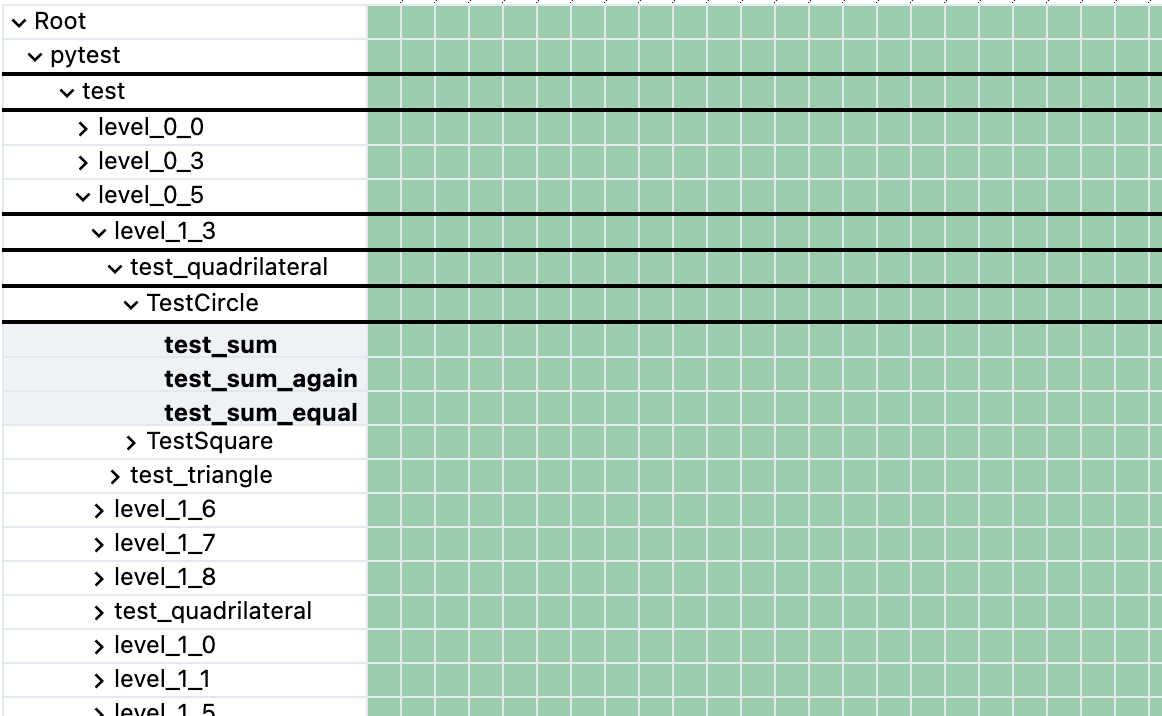 Root
pytest
test
level_0_0
level_0_3
level_0_5
level_1_3
test_quadrilateral
TestCircle
test_sum
test_sum_again
test_sum_equal
TestSquare
test_triangle
level_1_6
level_1_7
level_1_8
test_quadrilateral
level_1_0
level_1_1
level_1_5